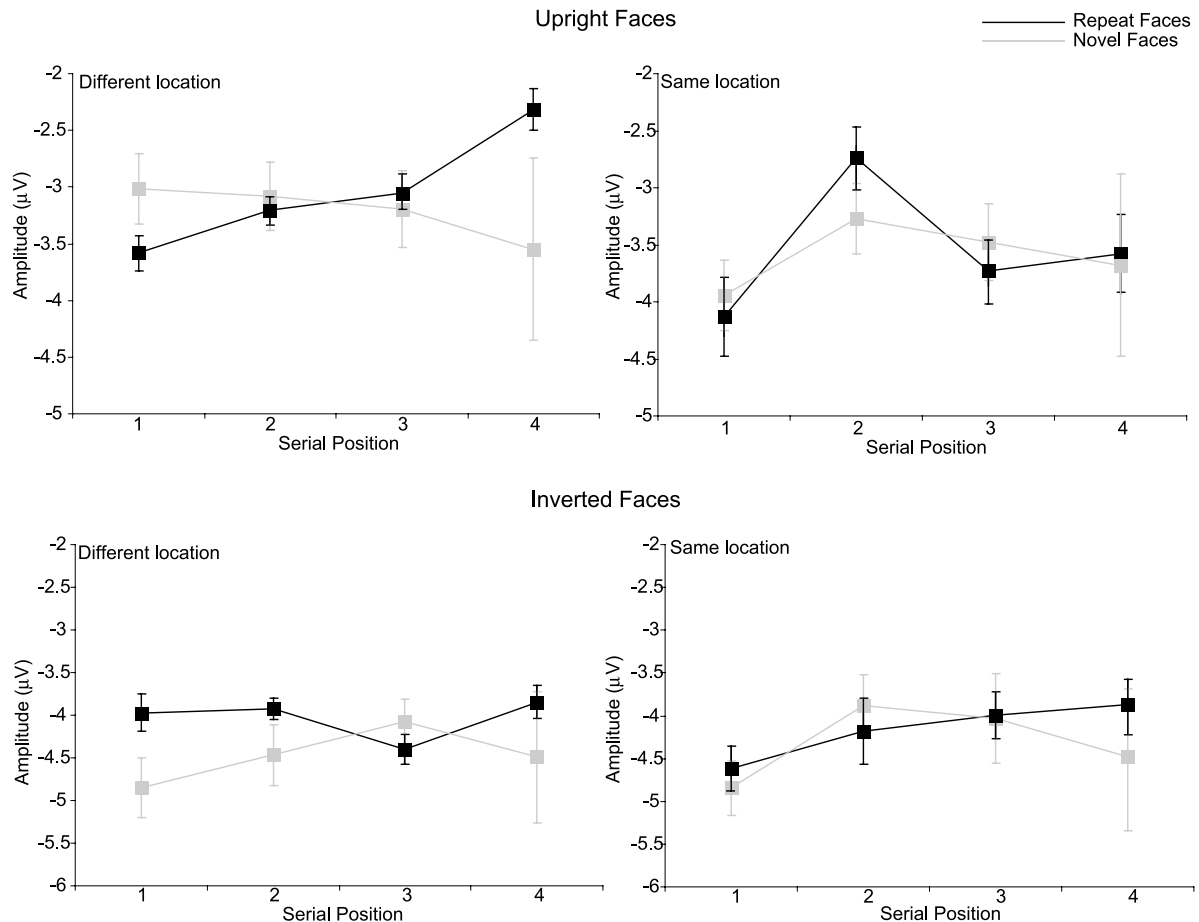 Upright Faces
Repeat Faces
Novel Faces
Different location
−2
−2.5
−3
−3.5
−4
−4.5
−5
Amplitude (µV)
1 2 3 4
Serial Position
Same location
−2
−2.5
−3
−3.5
−4
−4.5
−5
Amplitude (µV)
1 2 3 4
Serial Position
Inverted Faces
Different location
−2
−2.5
−3
−3.5
−4
−4.5
−5
−5.5
−6
Amplitude (µV)
1 2 3 4
Serial Position
Same location
−2
−2.5
−3
−3.5
−4
−4.5
−5
−5.5
−6
Amplitude (µV)
1 2 3 4
Serial Position